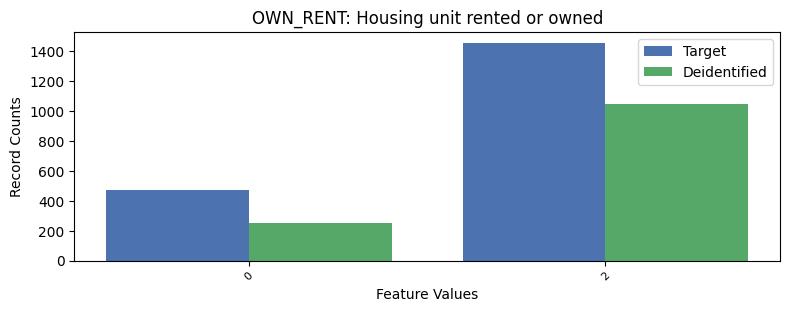 OWN_RENT: Housing unit rented or owned
Target
Deidentified
1400
1200
1000
800
600
400
200
0
Record Counts
0
2
Feature Values